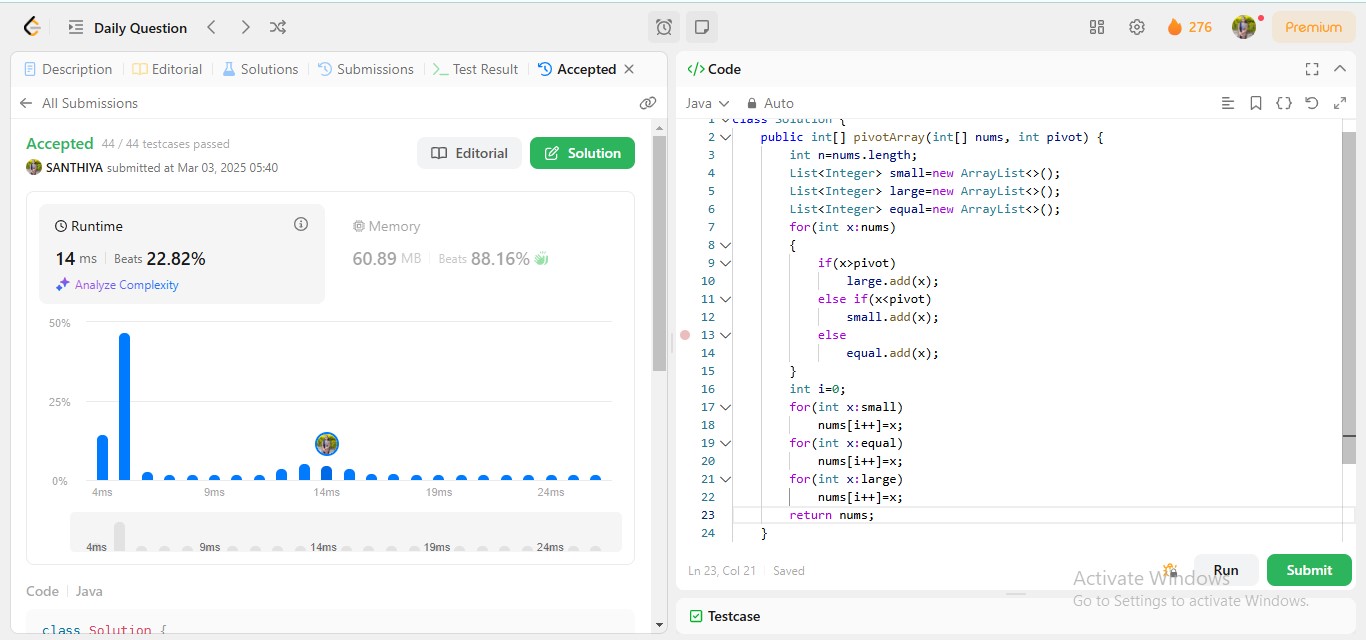 Daily Question
276
Premium
Description
Editorial
Solutions
Submissions
Test Result
Accepted
All Submissions
Accepted 44 / 44 testcases passed
SANTHIYA submitted at Mar 03, 2025 05:40
Editorial
Solution
Runtime
14 ms
Beats 22.82%
Analyze Complexity
Memory
60.89 MB
Beats 88.16%
50%
25%
0%
4ms
9ms
14ms
19ms
24ms
4ms
9ms
14ms
19ms
24ms
Code
Java
class Solution {
</> Code
Java
Auto
1 class Solution {
2 public int[] pivotArray(int[] nums, int pivot) {
3 int n=nums.length;
4 List<Integer> small=new ArrayList<>();
5 List<Integer> large=new ArrayList<>();
6 List<Integer> equal=new ArrayList<>();
7 for(int x:nums)
8 {
9 if(x>pivot)
10 large.add(x);
11 else if(x<pivot)
12 small.add(x);
13 else
14 equal.add(x);
15 }
16 int i=0;
17 for(int x:small)
18 nums[i++]=x;
19 for(int x:equal)
20 nums[i++]=x;
21 for(int x:large)
22 nums[i++]=x;
23 return nums;
24 }
Ln 23, Col 21
Saved
Run
Submit
Activate Windows
Go to Settings to activate Windows.
Testcase